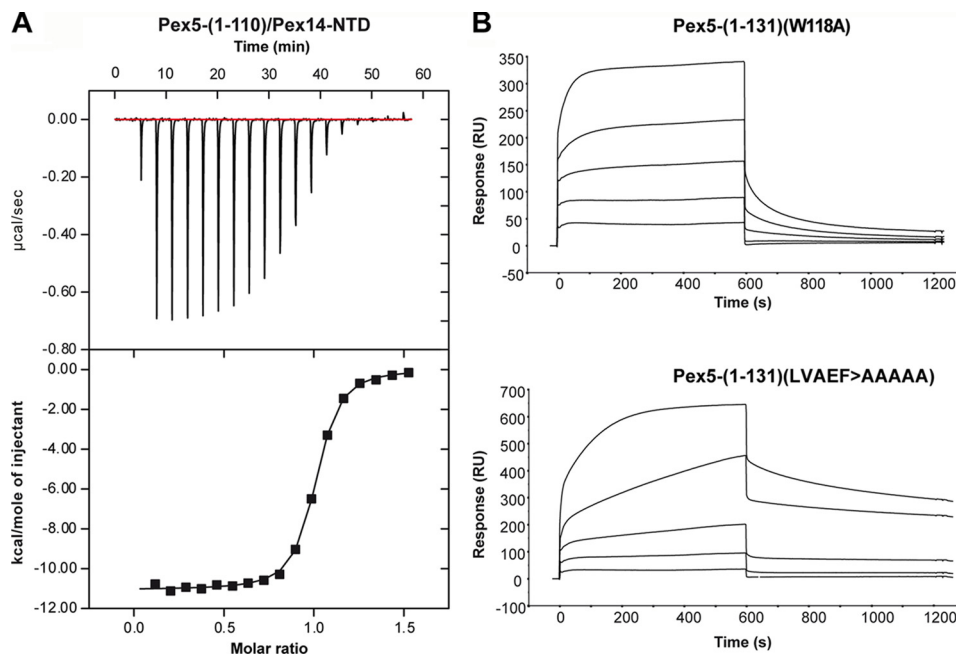 A
Pex5-(1-110)/Pex14-NTD
Time (min)
0 10 20 30 40 50 60
0.00
-0.20
-0.40
-0.60
-0.80
µcal/sec
0.00
-2.00
-4.00
-6.00
-8.00
-10.00
-12.00
kcal/mole of injectant
0.0 0.5 1.0 1.5
Molar ratio
B
Pex5-(1-131)(W118A)
350
300
250
200
150
100
50
0
-50
Response (RU)
0 200 400 600 800 1000 1200
Time (s)
Pex5-(1-131)(LVAEF>AAAAA)
700
600
500
400
300
200
100
0
-100
Response (RU)
0 200 400 600 800 1000 1200
Time (s)